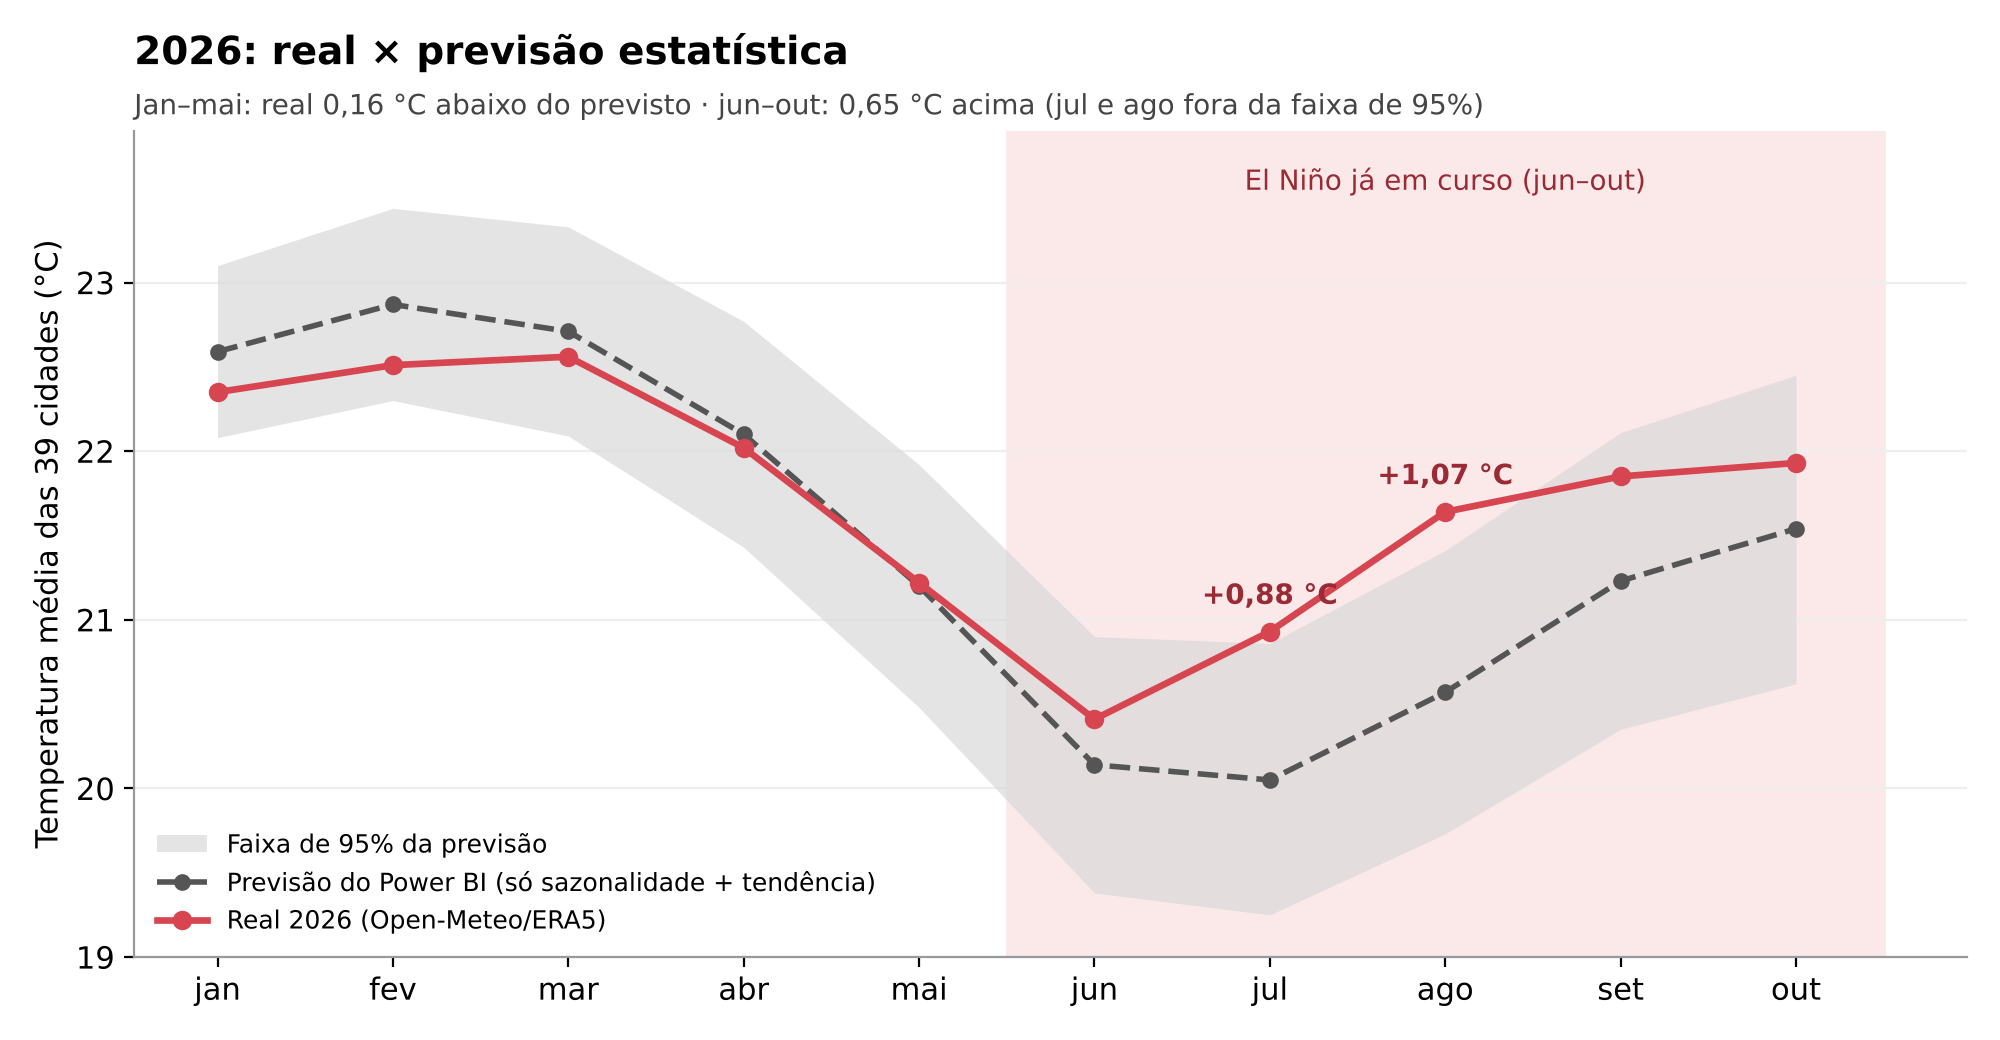 2026: real × previsão estatística
Jan–mai: real 0,16 °C abaixo do previsto · jun–out: 0,65 °C acima (jul e ago fora da faixa de 95%)
El Niño já em curso (jun–out)
Temperatura média das 39 cidades (°C)
23
22
21
20
19
+1,07 °C
+0,88 °C
Faixa de 95% da previsão
Previsão do Power BI (só sazonalidade + tendência)
Real 2026 (Open-Meteo/ERA5)
jan fev mar abr mai jun jul ago set out